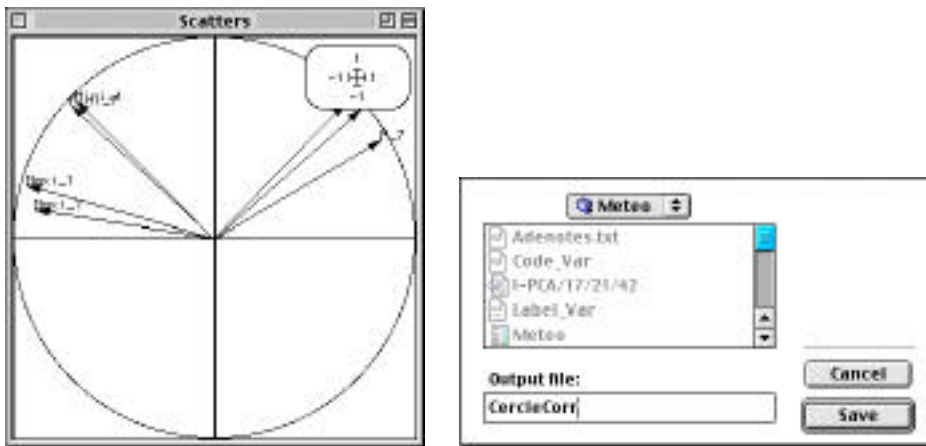 Scatters
1
-1 1
-1
Meteo
Adenotes.txt
Code_Var
I-PCA/17/21/42
Label_Var
Meteo
Output file:
CercleCorr
Cancel
Save